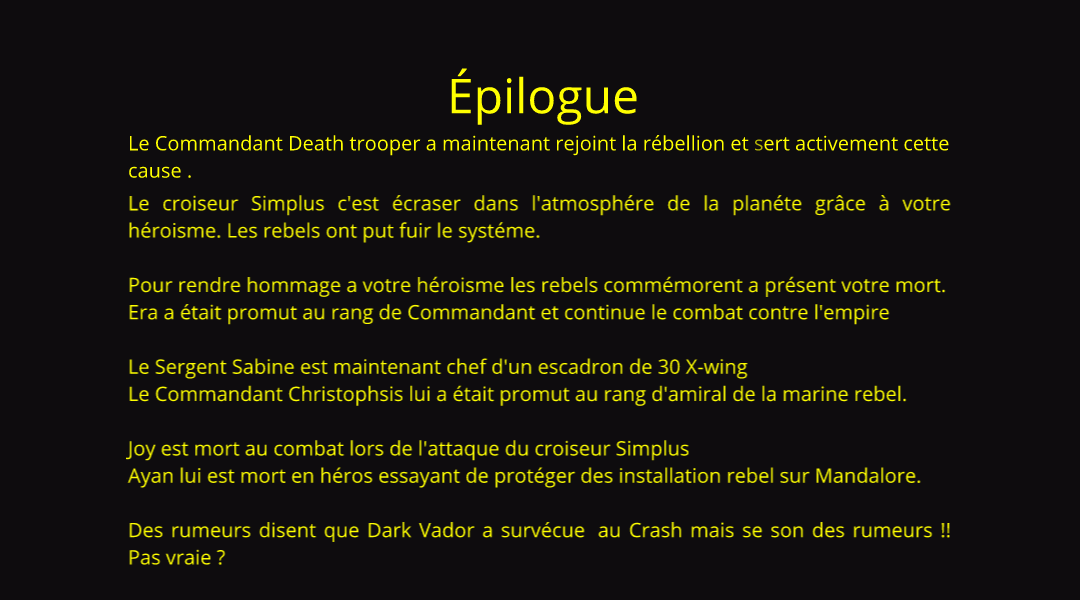 Épilogue
Le Commandant Death trooper a maintenant rejoint la rébellion et sert activement cette
cause .
Le croiseur Simplus c'est écraser dans l'atmosphére de la planéte grâce à votre
héroisme. Les rebels ont put fuir le systéme.
Pour rendre hommage a votre héroisme les rebels commémorent a présent votre mort.
Era a était promut au rang de Commandant et continue le combat contre l'empire
Le Sergent Sabine est maintenant chef d'un escadron de 30 X-wing
Le Commandant Christophsis lui a était promut au rang d'amiral de la marine rebel.
Joy est mort au combat lors de l'attaque du croiseur Simplus
Ayan lui est mort en héros essayant de protéger des installation rebel sur Mandalore.
Des rumeurs disent que Dark Vador a survécue au Crash mais se son des rumeurs !!
Pas vraie ?